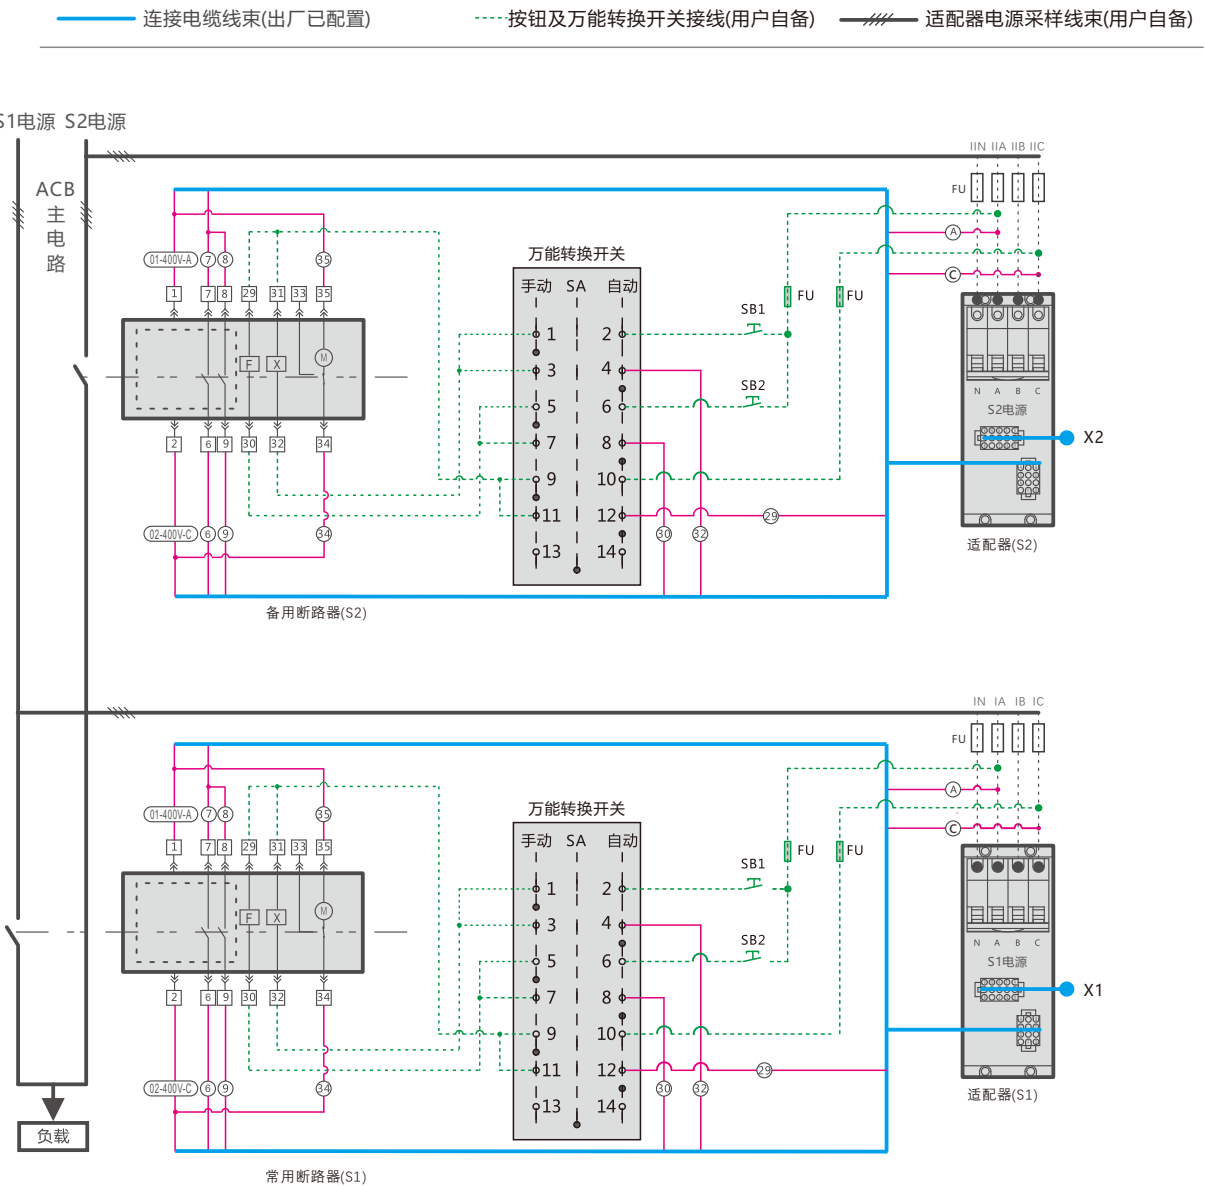 连接电缆线束(出厂已配置)
按钮及万能转换开关接线(用户自备)
适配器电源采样线束(用户自备)
S1电源 S2电源
ACB
主
电
路
IIN IIA IIB IIC
FU
A
C
万能转换开关
手动 SA 自动
01-400V-A 7 8 35
1 7 8 29 31 33 35
F X M
2 6 9 30 32 34
02-400V-C 6 9 34
1 2
3 4
5 6
7 8
9 10
11 12
13 14
SB1
SB2
FU FU
29
30 32
N A B C
S2电源
X2
适配器(S2)
备用断路器(S2)
IN IA IB IC
FU
A
C
万能转换开关
手动 SA 自动
01-400V-A 7 8 35
1 7 8 29 31 33 35
F X M
2 6 9 30 32 34
02-400V-C 6 9 34
1 2
3 4
5 6
7 8
9 10
11 12
13 14
SB1
SB2
FU FU
29
30 32
N A B C
S1电源
X1
适配器(S1)
负载
常用断路器(S1)